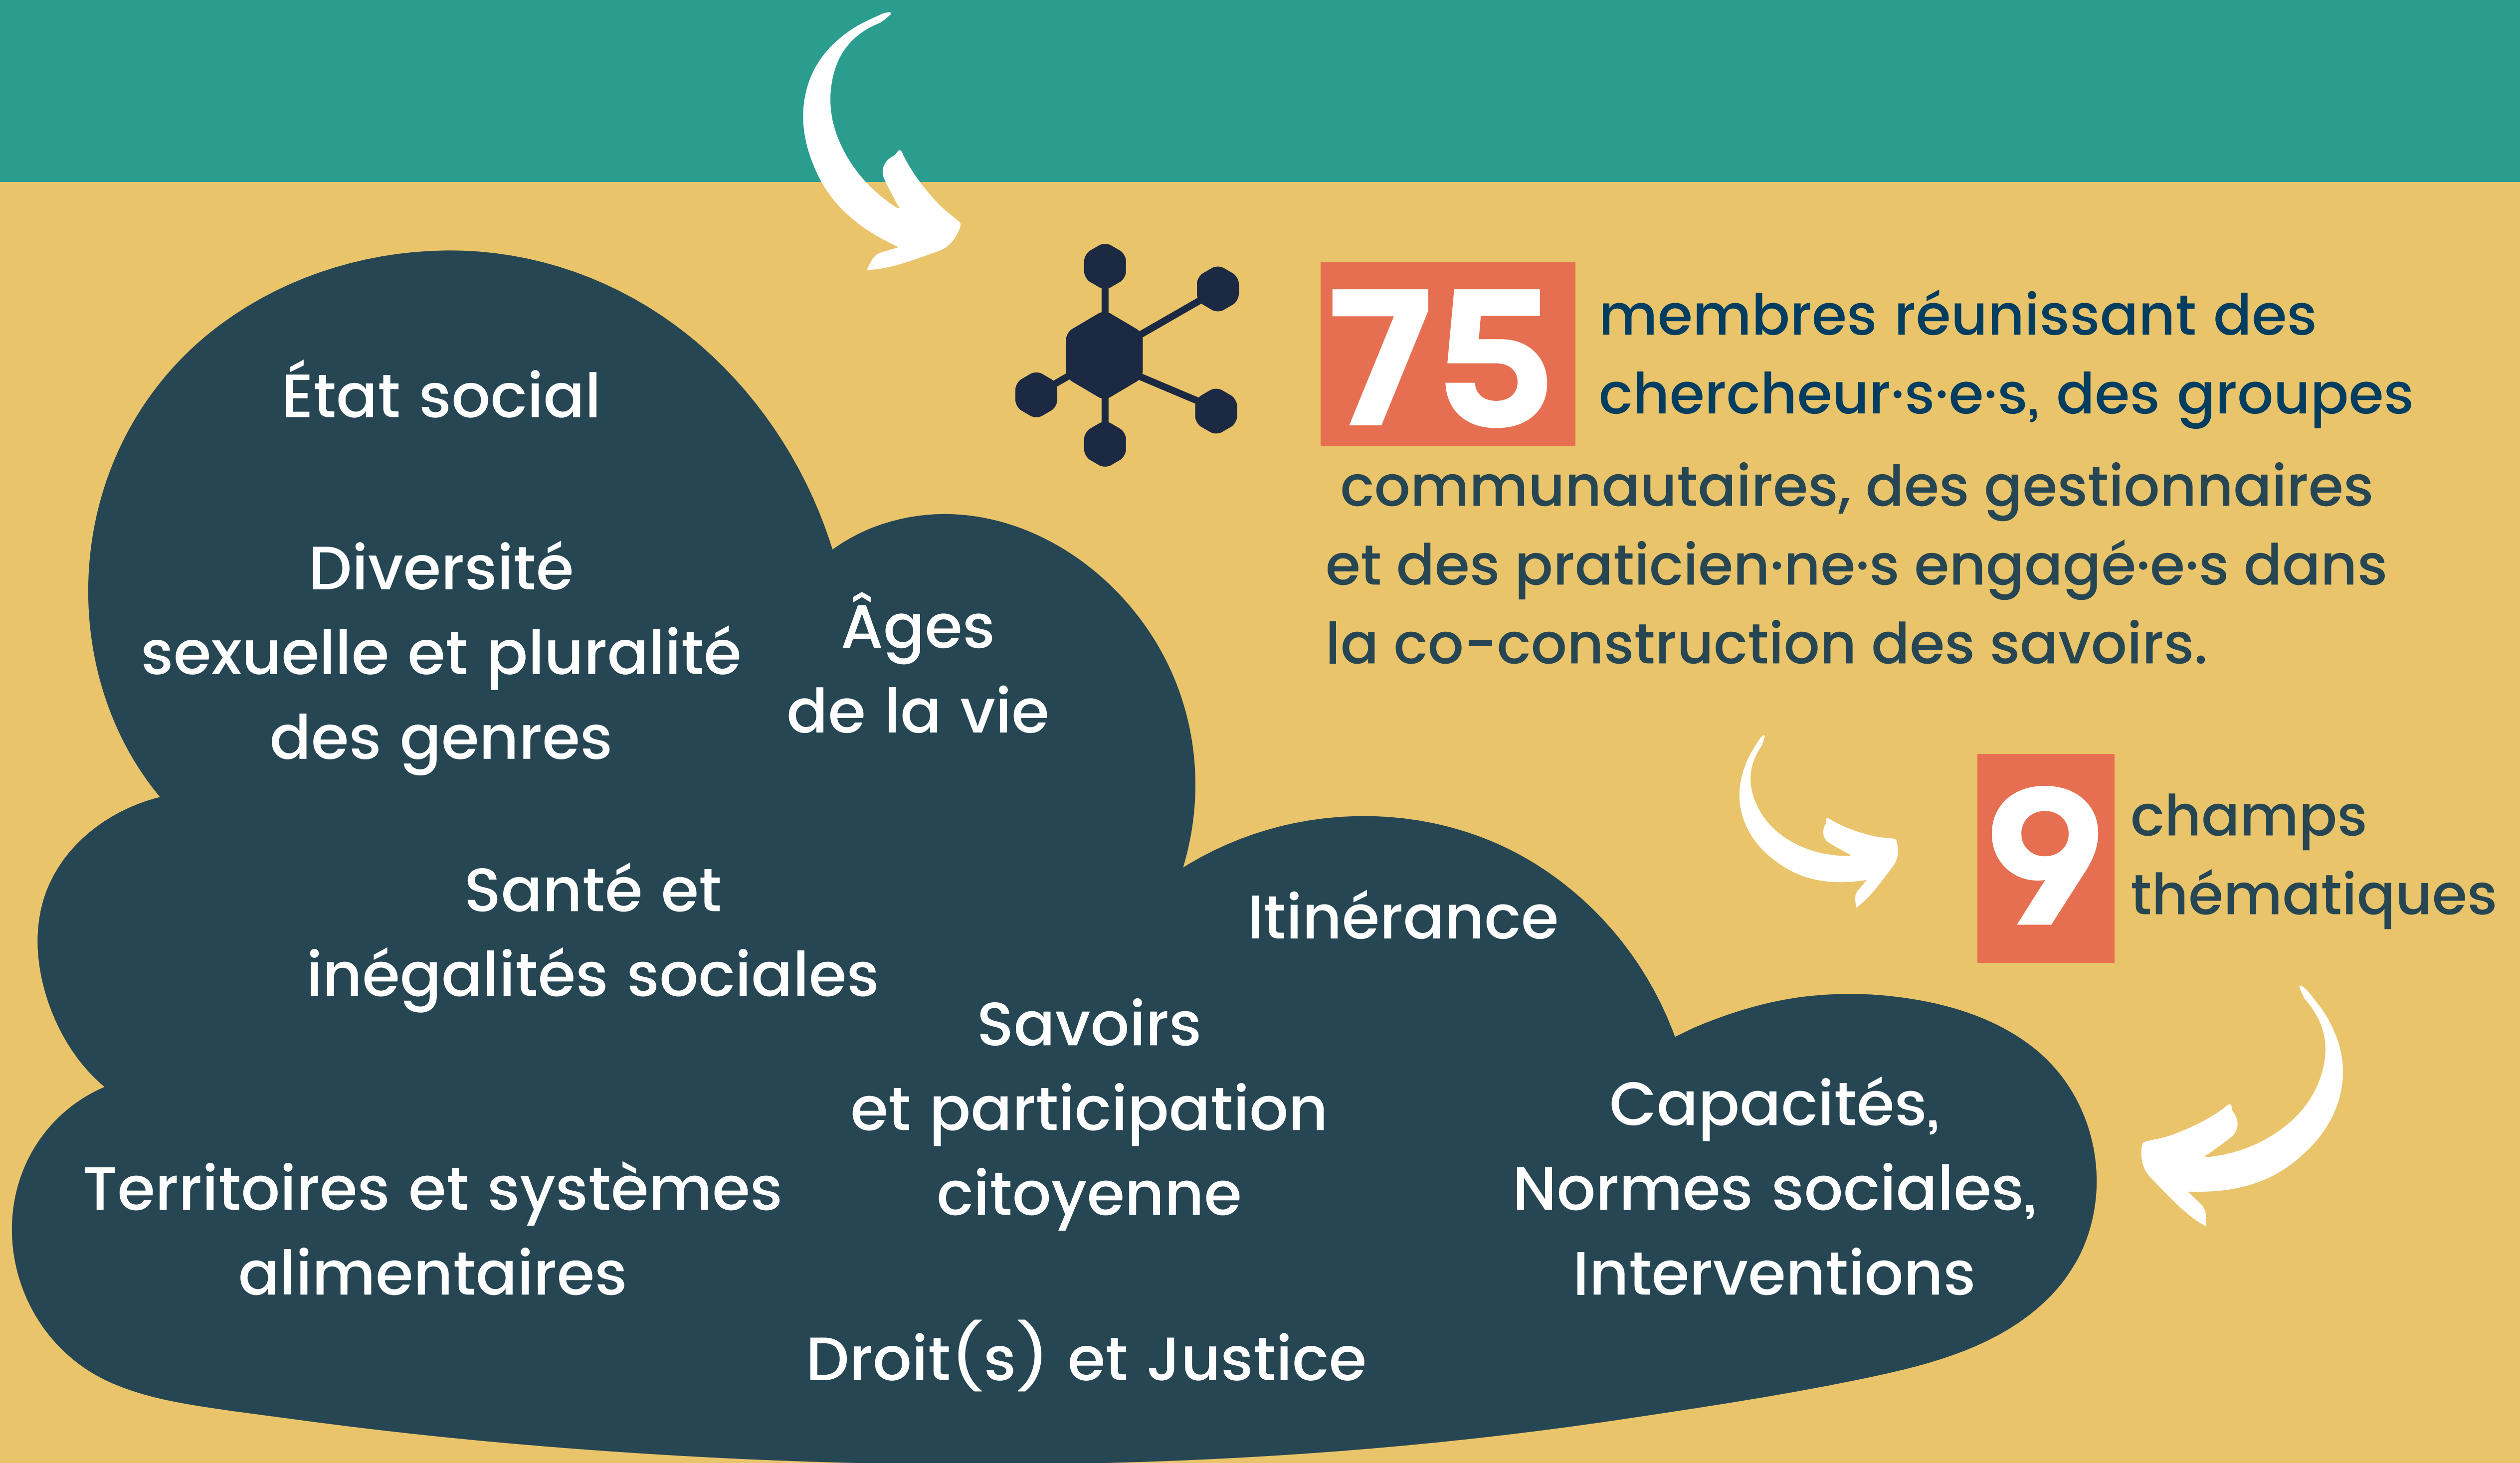 État social
Diversité
sexuelle et pluralité
des genres
Âges
de la vie
Santé et
inégalités sociales
Itinérance
Savoirs
et participation
citoyenne
Territoires et systèmes
alimentaires
Capacités,
Normes sociales,
Interventions
Droit(s) et Justice
75
membres réunissant des
chercheur·s·e·s, des groupes
communautaires, des gestionnaires
et des praticien·ne·s engagé·e·s dans
la co-construction des savoirs.
9
champs
thématiques